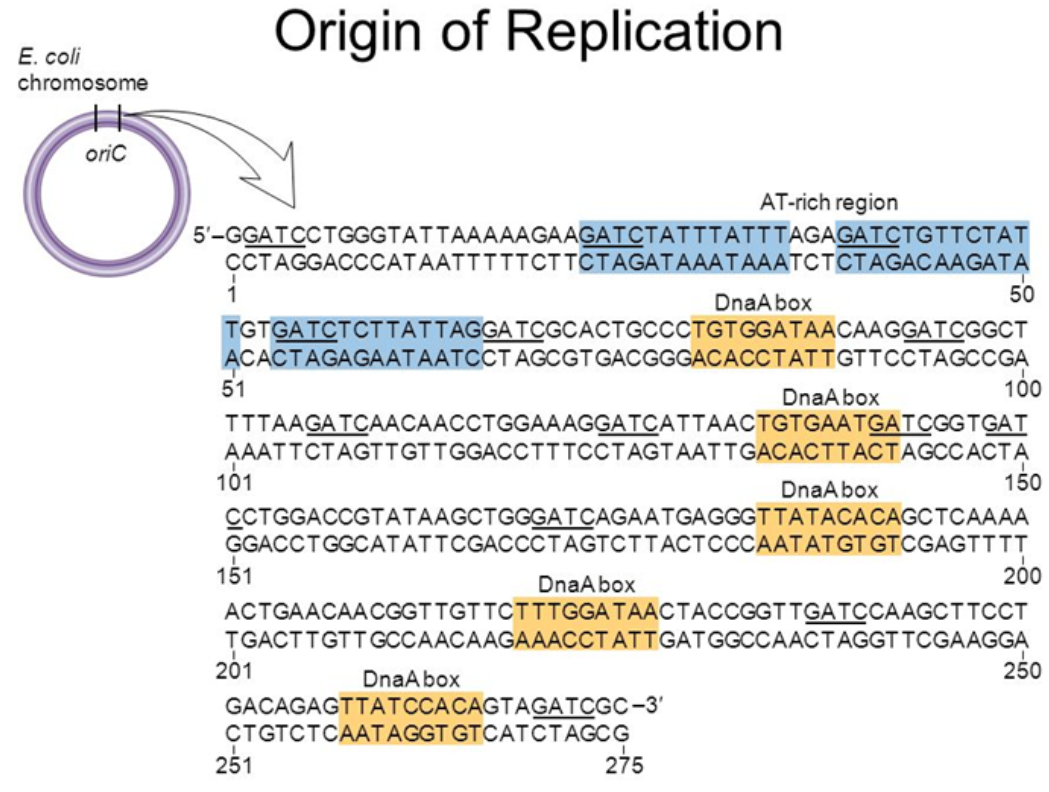 Origin of Replication
E. coli
chromosome
oriC
AT-rich region
5′–GGATCCTGGGTATTAAAAAGAAGATCTATTTATTTAGAGATCTGTTCTAT
CCTAGGACCCATAATTTTTCTTCTAGATAAATAAATCTCTAGACAAGATA
1 50
DnaA box
TGTGATCTCTTATTAGGATCGCACTGCCCTGTGGATAACAAGGATCGGCT
ACACTAGAGAATAATCCTAGCGTGACGGGACACCTATTGTTCCTAGCCGA
51 100
DnaA box
TTTAAGATCAACAACCTGGAAAGGATCATTAACTGTGAATGATCGGTGAT
AAATTCTAGTTGTTGGACCTTTCCTAGTAATTGACACTTACTAGCCACTA
101 150
DnaA box
CCTGGACCGTATAAGCTGGGATCAGAATGAGGGTTATACACAGCTCAAAA
GGACCTGGCATATTCGACCCTAGTCTTACTCCCAATATGTGTCGAGTTTT
151 200
DnaA box
ACTGAACAACGGTTGTTCTTTGGATAACTACCGGTTGATCCAAGCTTCCT
TGACTTGTTGCCAACAAGAAACCTATTGATGGCCAACTAGGTTCGAAGGA
201 250
DnaA box
GACAGAGTTATCCACAGTAGATCGC–3′
CTGTCTCAATAGGTGTCATCTAGCG
251 275